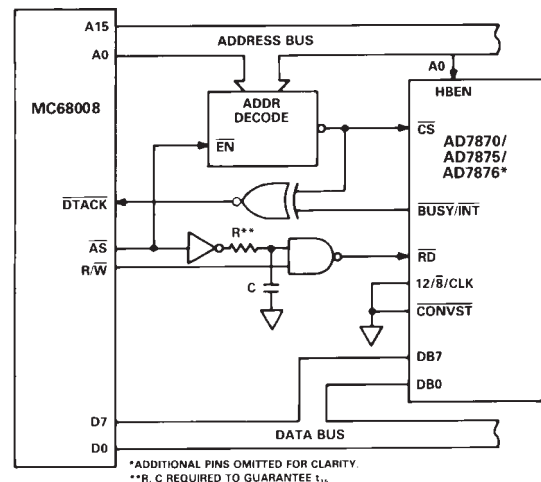 A15
ADDRESS BUS
A0
A0
MC68008
ADDR
DECODE
HBEN
EN
CS
AD7870/
AD7875/
AD7876*
DTACK
BUSY/INT
AS
R**
R/W
RD
C
12/8/CLK
CONVST
DB7
DB0
D7
D0
DATA BUS
*ADDITIONAL PINS OMITTED FOR CLARITY.
**R, C REQUIRED TO GUARANTEE